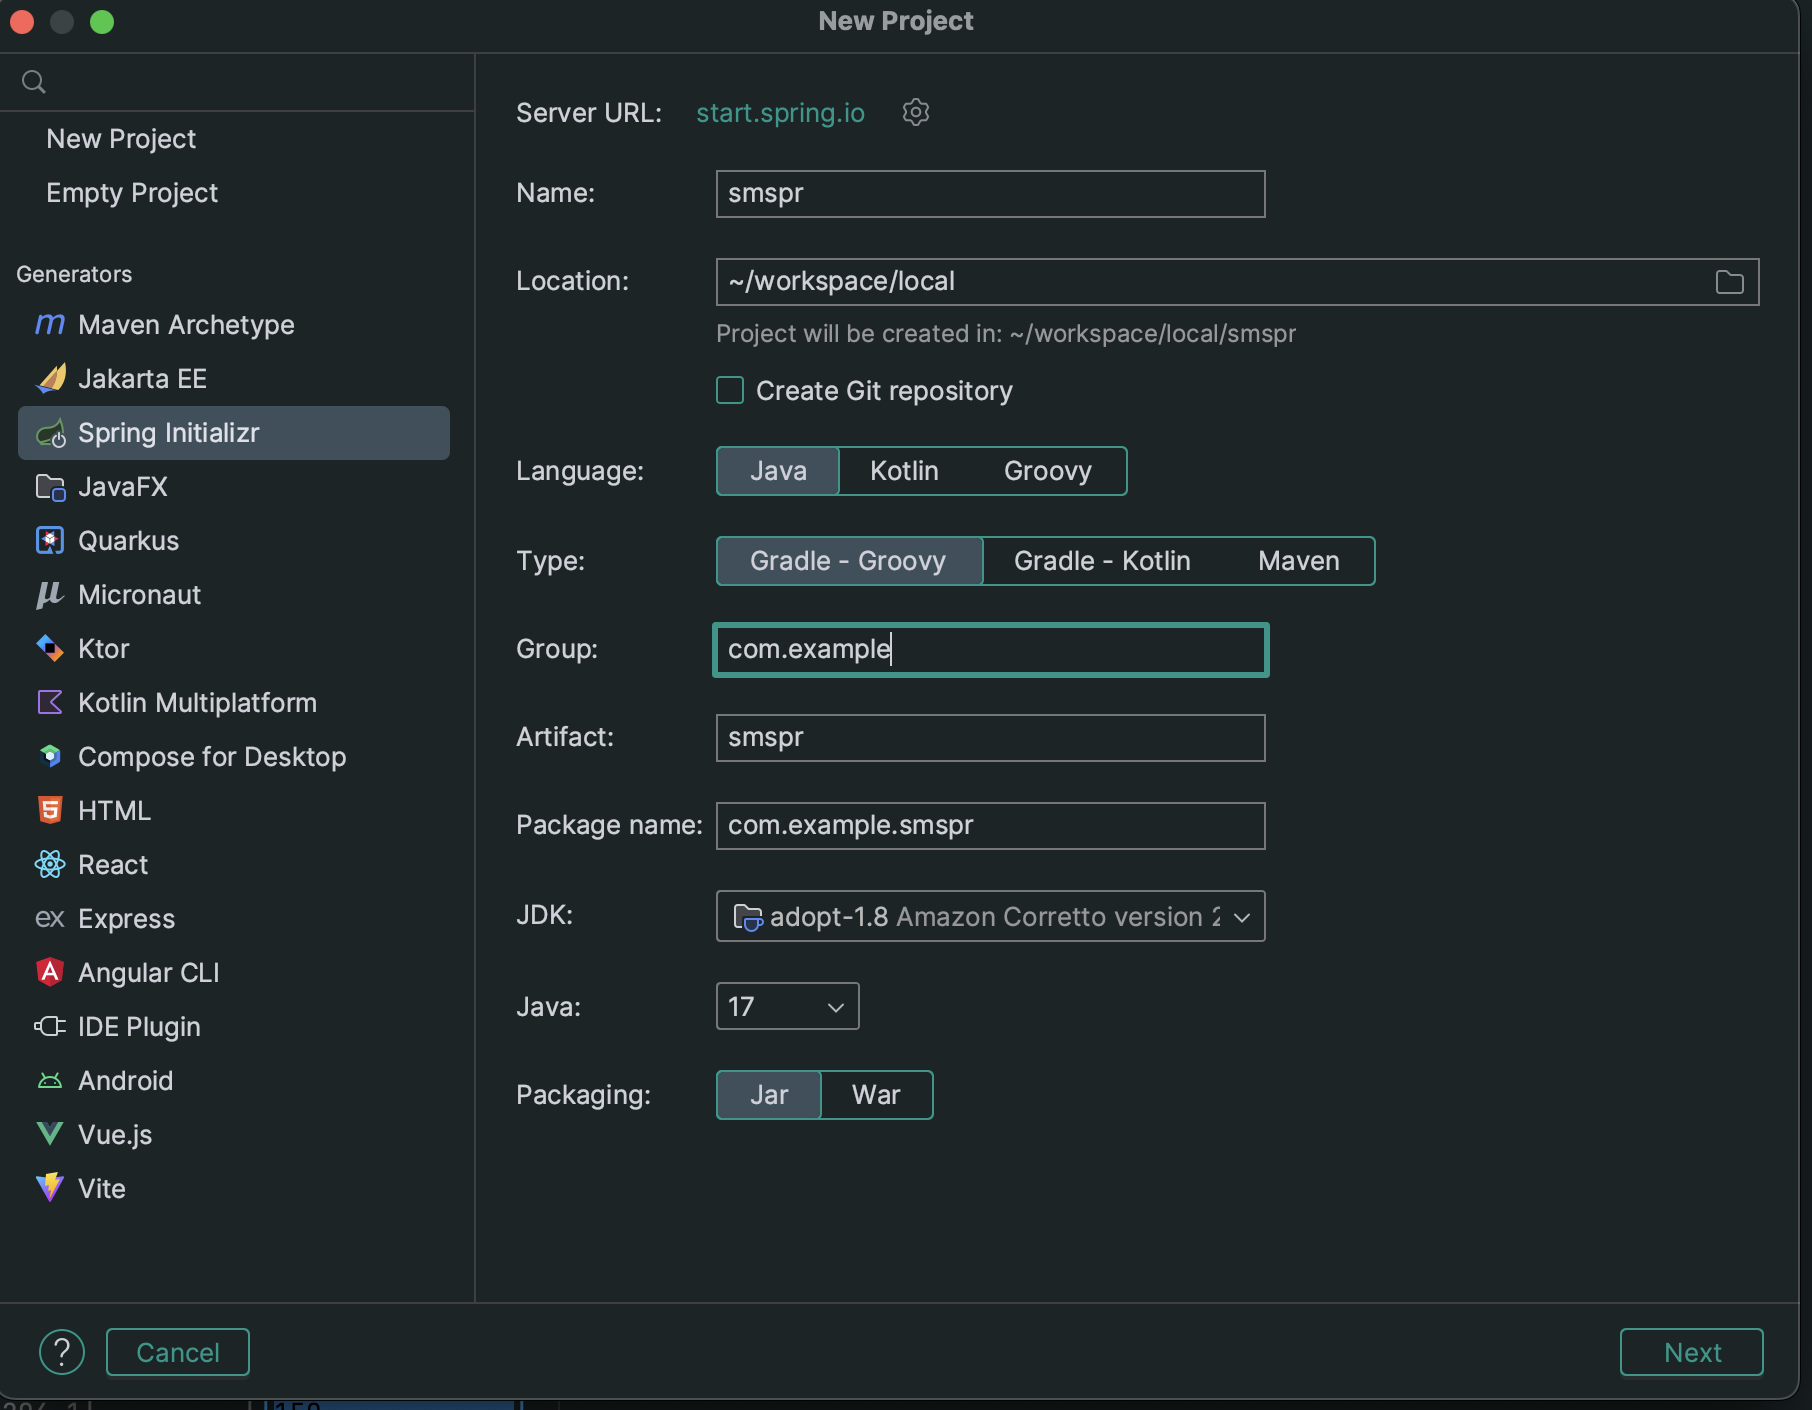 New Project
New Project
Empty Project
Generators
Maven Archetype
Jakarta EE
Spring Initializr
JavaFX
Quarkus
Micronaut
Ktor
Kotlin Multiplatform
Compose for Desktop
HTML
React
ex Express
Angular CLI
IDE Plugin
Android
Vue.js
Vite
Server URL: start.spring.io
Name: smspr
Location: ~/workspace/local
Project will be created in: ~/workspace/local/smspr
Create Git repository
Language: Java Kotlin Groovy
Type: Gradle - Groovy Gradle - Kotlin Maven
Group: com.example
Artifact: smspr
Package name: com.example.smspr
JDK: adopt-1.8 Amazon Corretto version 2
Java: 17
Packaging: Jar War
? Cancel Next